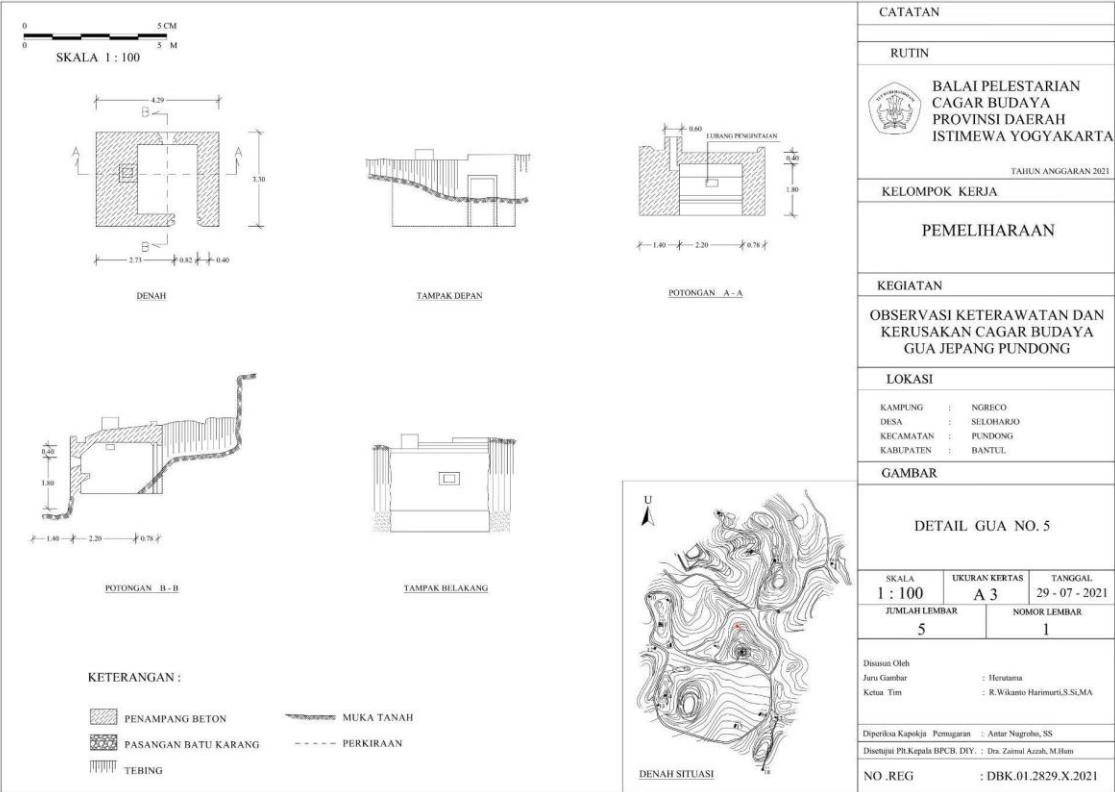 0 5 CM
0 5 M
SKALA 1 : 100
4.29
B
A A
3.30
B
2.73 0.82 0.40
DENAH
TAMPAK DEPAN
0.60
LUBANG PENGINTAIAN
0.40
1.80
1.40 2.20 0.78
POTONGAN A - A
0.40
1.80
1.40 2.20 0.78
POTONGAN B - B
TAMPAK BELAKANG
KETERANGAN :
PENAMPANG BETON
PASANGAN BATU KARANG
TEBING
MUKA TANAH
PERKIRAAN
U
DENAH SITUASI
CATATAN
RUTIN
BALAI PELESTARIAN
CAGAR BUDAYA
PROVINSI DAERAH
ISTIMEWA YOGYAKARTA
TAHUN ANGGARAN 2021
KELOMPOK KERJA
PEMELIHARAAN
KEGIATAN
OBSERVASI KETERAWATAN DAN
KERUSAKAN CAGAR BUDAYA
GUA JEPANG PUNDONG
LOKASI
KAMPUNG : NGRECO
DESA : SELOHARJO
KECAMATAN : PUNDONG
KABUPATEN : BANTUL
GAMBAR
DETAIL GUA NO. 5
SKALA UKURAN KERTAS TANGGAL
1 : 100 A 3 29 - 07 - 2021
JUMLAH LEMBAR NOMOR LEMBAR
5 1
Disusun Oleh
Juru Gambar : Herutama
Ketua Tim : R.Wikanto Harimurti,S.Si,MA
Diperiksa Kapokja Pemugaran : Antar Nugroho, SS
Disetujui Plt.Kepala BPCB. DIY. : Dra. Zaimul Azzah, M.Hum
NO .REG : DBK.01.2829.X.2021